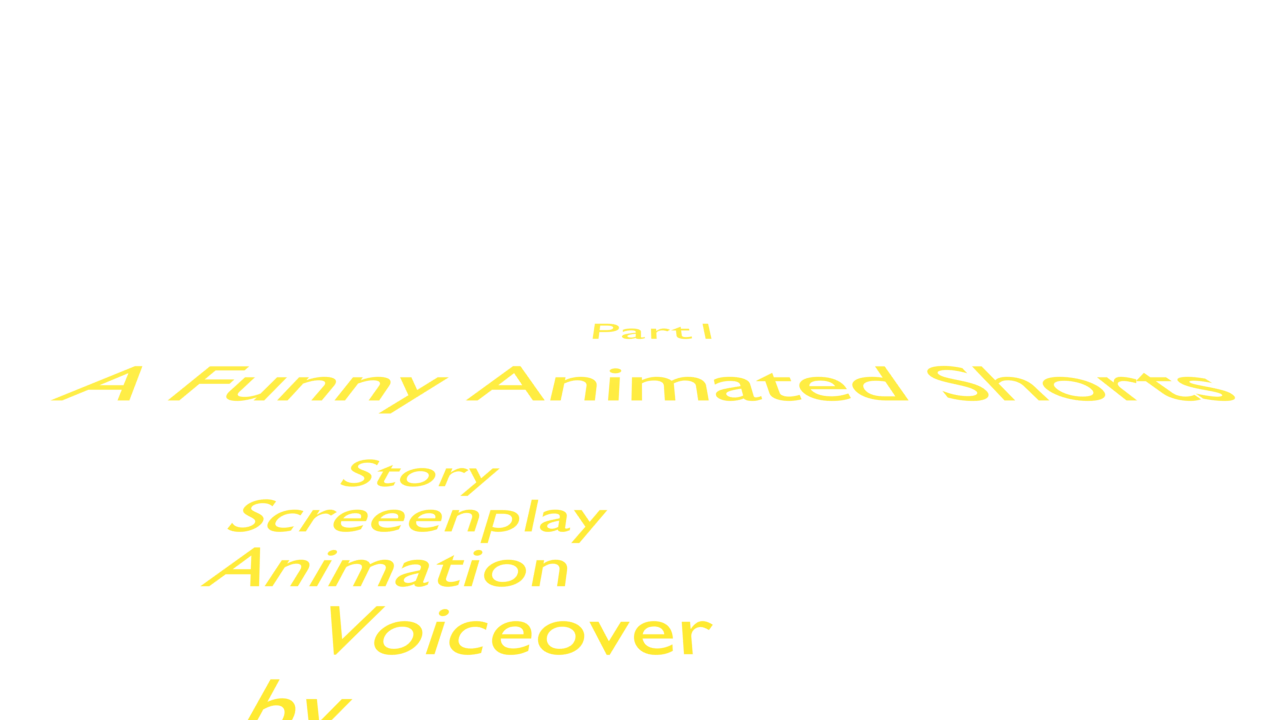 Part I
A Funny Animated Shorts
Story
Screeenplay
Animation
Voiceover
by